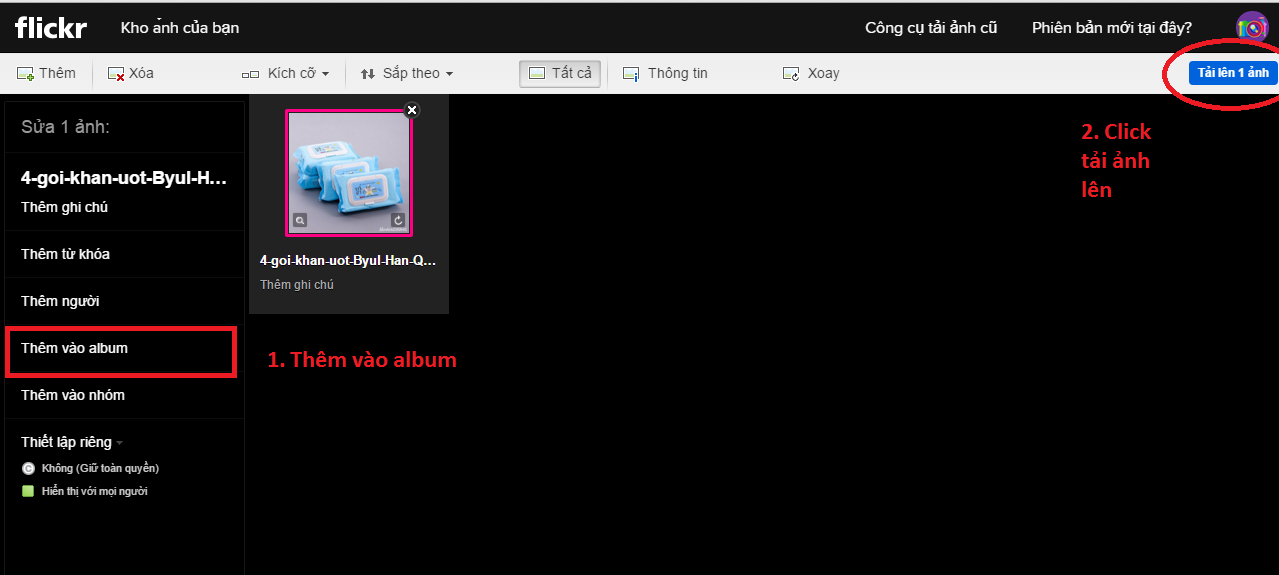 flickr Kho ảnh của bạn Công cụ tải ảnh cũ Phiên bản mới tại đây?
Thêm Xóa Kích cỡ Sắp theo Tất cả Thông tin Xoay Tải lên 1 ảnh
Sửa 1 ảnh:
4-goi-khan-uot-Byul-H...
Thêm ghi chú
Thêm từ khóa
Thêm người
Thêm vào album
Thêm vào nhóm
Thiết lập riêng
Không (Giữ toàn quyền)
Hiển thị với mọi người
4-goi-khan-uot-Byul-Han-Q...
Thêm ghi chú
1. Thêm vào album
2. Click
tải ảnh
lên